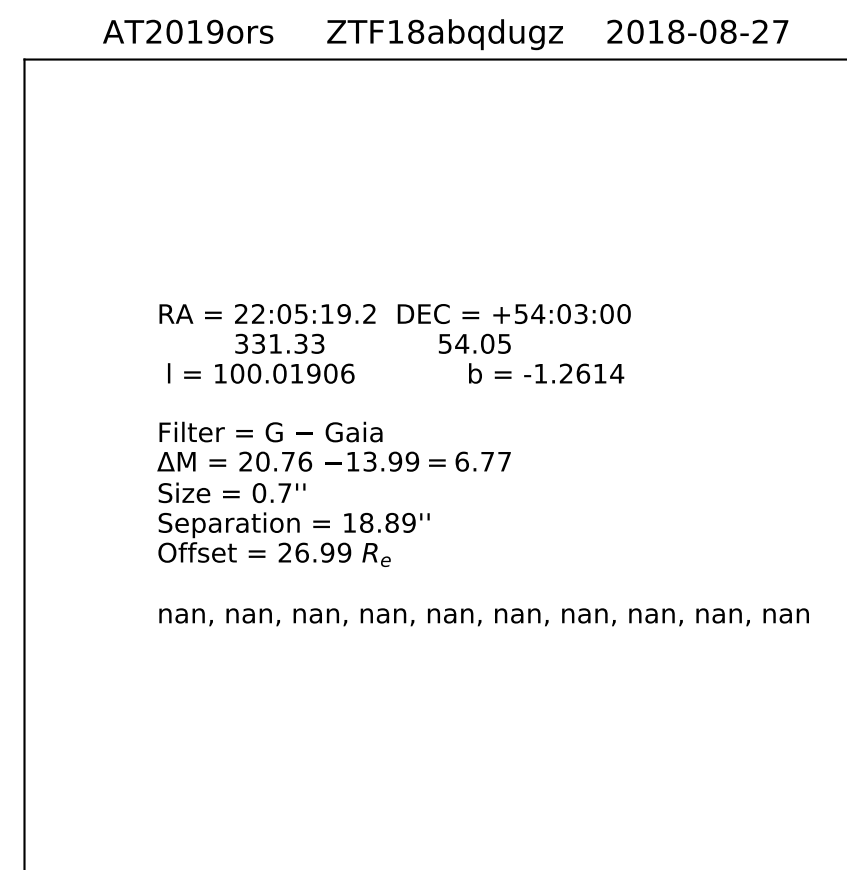 AT2019ors ZTF18abqdugz 2018-08-27
RA = 22:05:19.2 DEC = +54:03:00
331.33 54.05
l = 100.01906 b = -1.2614
Filter = G − Gaia
ΔM = 20.76 −13.99 = 6.77
Size = 0.7''
Separation = 18.89''
Offset = 26.99 Rₑ
nan, nan, nan, nan, nan, nan, nan, nan, nan, nan